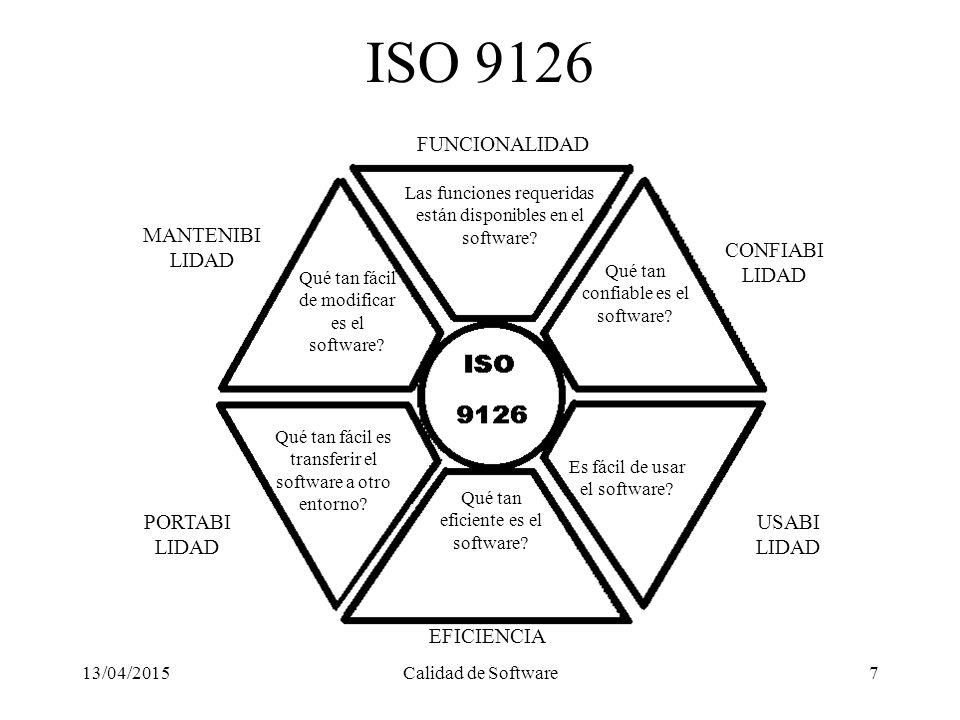 ISO 9126
FUNCIONALIDAD
Las funciones requeridas
están disponibles en el
software?
MANTENIBI
LIDAD
Qué tan fácil
de modificar
es el
software?
CONFIABI
LIDAD
Qué tan
confiable es el
software?
ISO
9126
Qué tan fácil es
transferir el
software a otro
entorno?
PORTABI
LIDAD
Qué tan
eficiente es el
software?
EFICIENCIA
Es fácil de usar
el software?
USABI
LIDAD
13/04/2015
Calidad de Software
7